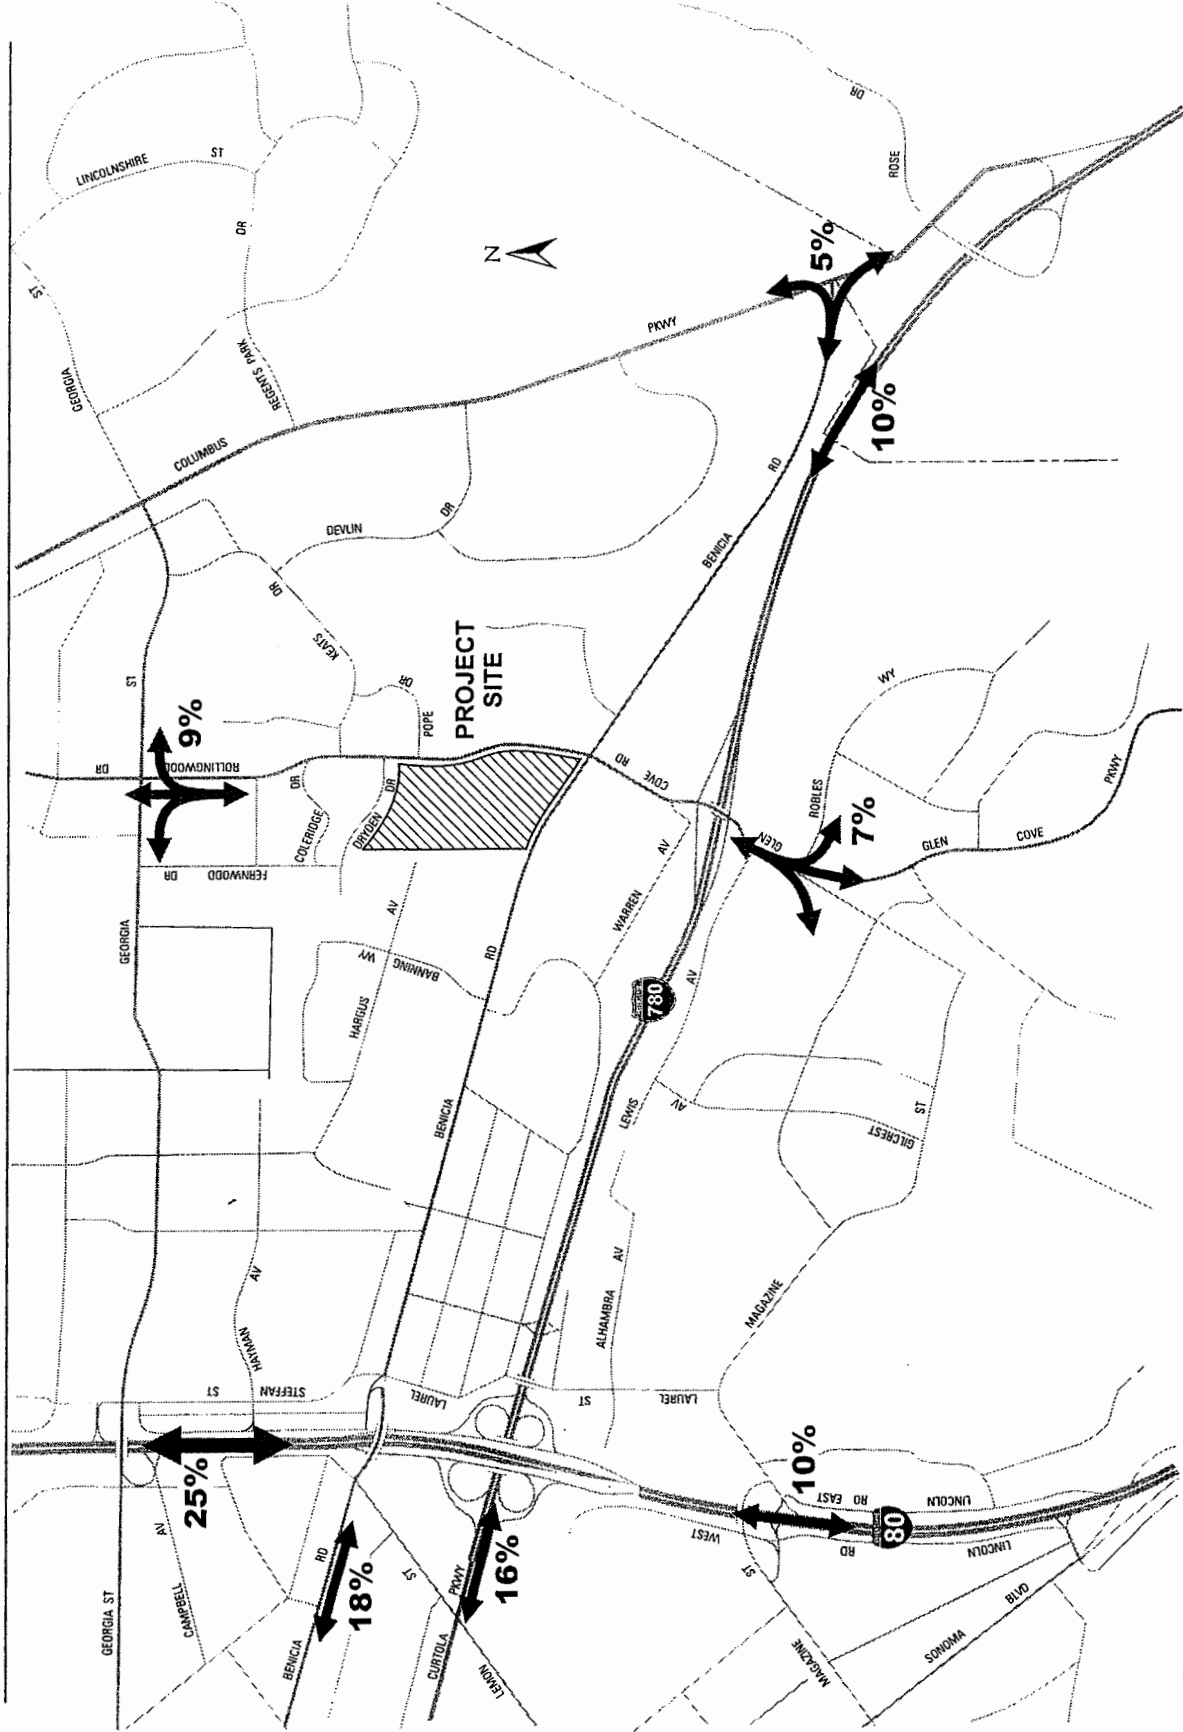 LINCOLNSHIRE
ST
DR
ST
GEORGIA
REGENTS PARK
COLUMBUS
PKWY
N
DR
ROSE
5%
10%
RD
BENICIA
DEVLIN
DR
DR
KEATS
DR
POPE
PROJECT
SITE
ST
9%
DR
ROLLINGWOOD
DR
COLERIDGE
DR
DRYDEN
DR
FERNWOOD
GEORGIA
RD
COVE
GLEN
ROBLES
WY
7%
GLEN
COVE
PKWY
AV
WARREN
AV
RD
AV
HARGUS
WY
BANNING
780
AV
LEWIS
AV
GILCREST
ST
BENICIA
ALHAMBRA
AV
MAGAZINE
HAYMAN
AV
STEFFAN
ST
LAUREL
ST
LAUREL
25%
10%
RD EAST
LINCOLN
80
WEST
RD
LINCOLN
ST
MAGAZINE
SONOMA
BLVD
AV
CAMPBELL
GEORGIA ST
RD
BENICIA
18%
ST
LEMON
PKWY
CURTOLA
16%